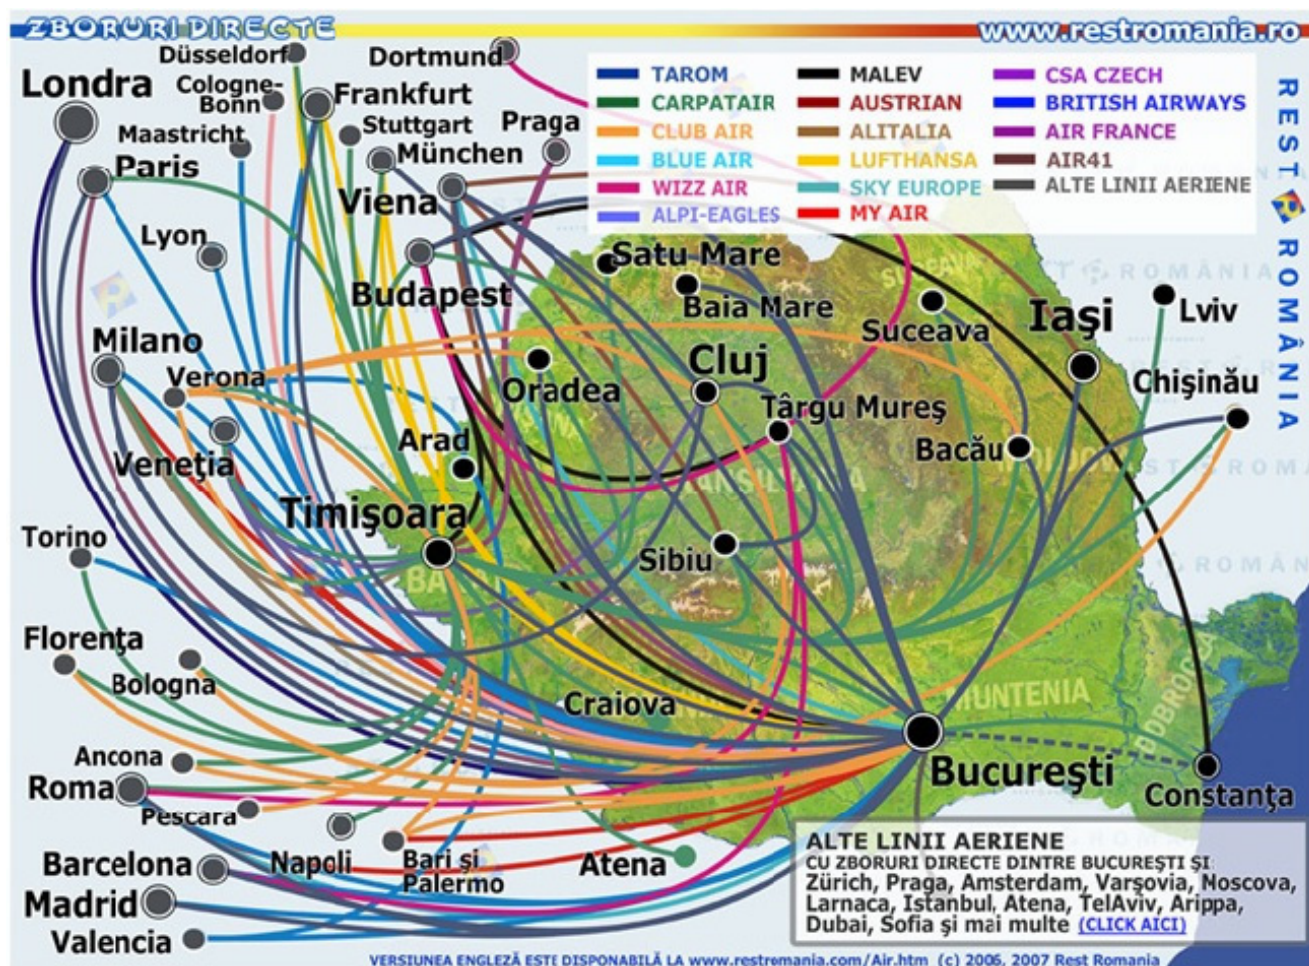 ZBORURI DIRECTE
www.restromania.ro
Düsseldorf
Dortmund
Londra
Cologne-
Bonn
Frankfurt
Maastricht
Stuttgart
Praga
Paris
München
Viena
Lyon
Budapest
TAROM
CARPATAIR
CLUB AIR
BLUE AIR
WIZZ AIR
ALPI-EAGLES
MALEV
AUSTRIAN
ALITALIA
LUFTHANSA
SKY EUROPE
MY AIR
CSA CZECH
BRITISH AIRWAYS
AIR FRANCE
AIR41
ALTE LINII AERIENE
REST ROMÂNIA
Satu Mare
Baia Mare
Suceava
Iaşi
Lviv
Milano
Verona
Oradea
Cluj
Chişinău
Târgu Mureş
Veneţia
Arad
Bacău
Timişoara
Sibiu
Torino
Florenţa
Bologna
Craiova
MUNTENIA
DOBROGEA
Ancona
Roma
Bucureşti
Constanţa
Pescara
Napoli
Bari şi
Palermo
Atena
Barcelona
Madrid
Valencia
ALTE LINII AERIENE
CU ZBORURI DIRECTE DINTRE BUCUREŞTI ŞI:
Zürich, Praga, Amsterdam, Varşovia, Moscova,
Larnaca, Istanbul, Atena, TelAviv, Arippa,
Dubai, Sofia şi mai multe (CLICK AICI)
VERSIUNEA ENGLEZĂ ESTE DISPONIBILĂ LA www.restromania.com/Air.htm (c) 2006, 2007 Rest Romania